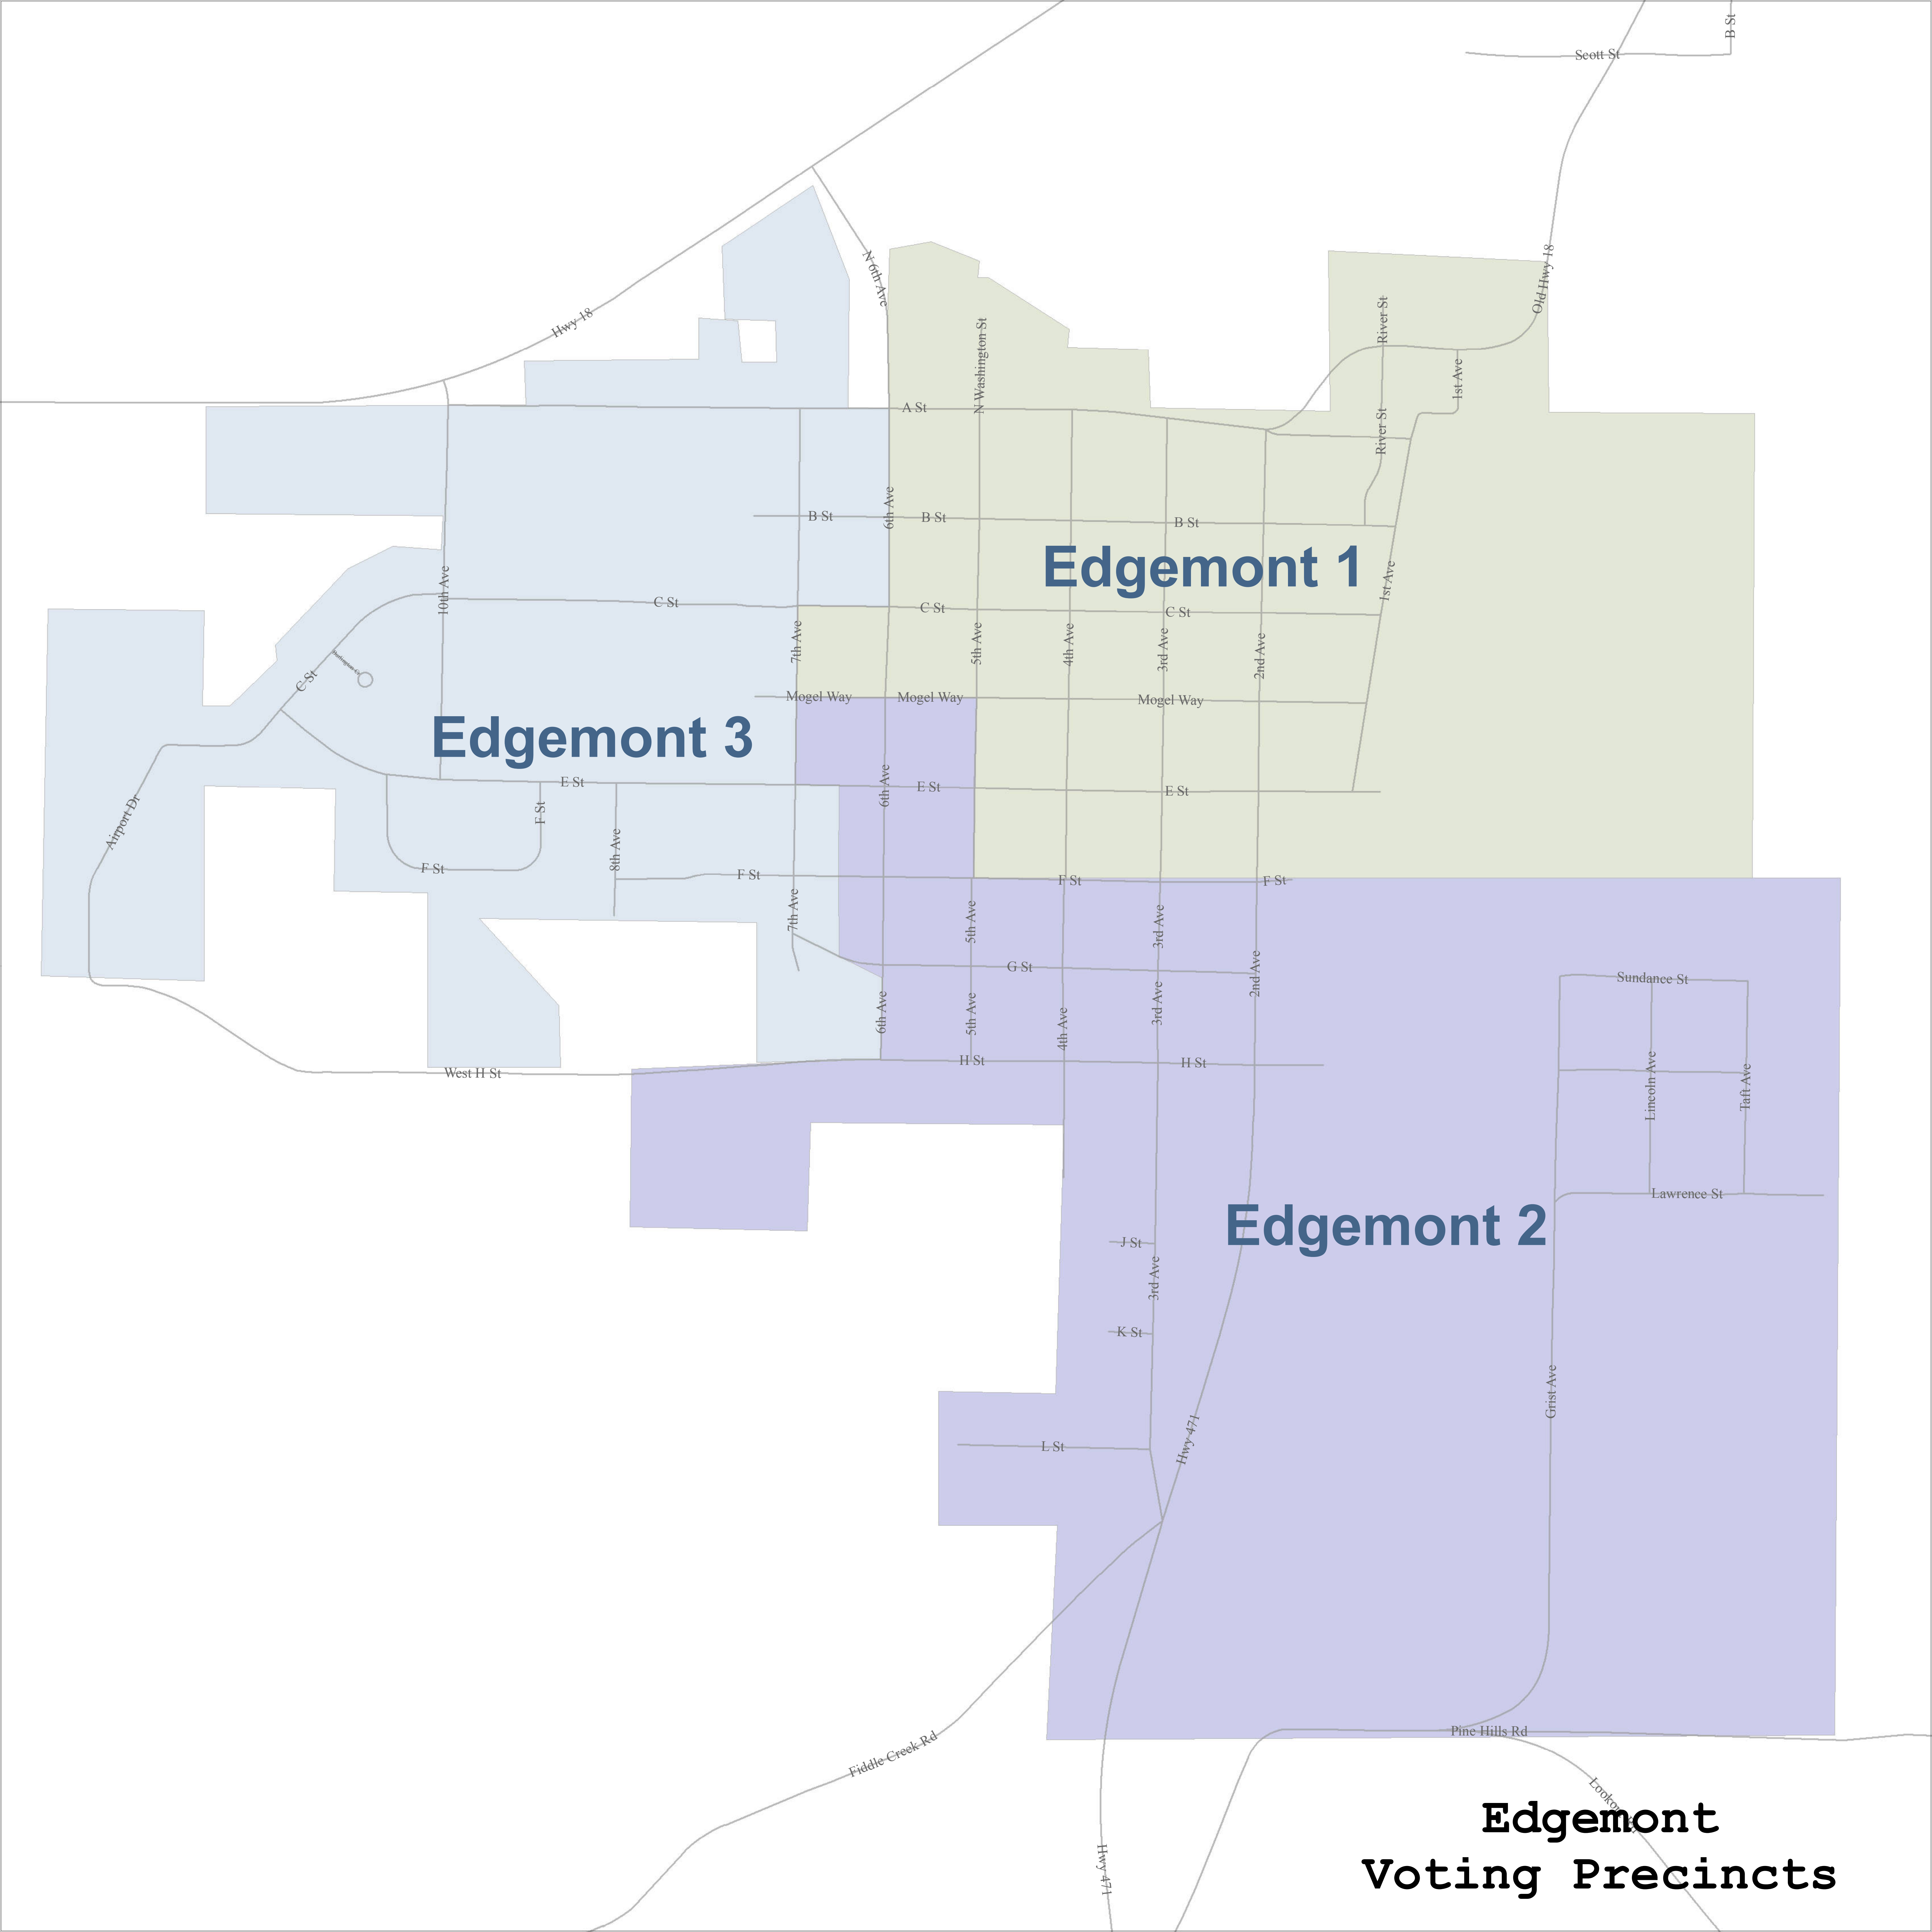 B St
Scott St
N 6th Ave
Old Hwy 18
Hwy 18
River St
N Washington St
1st Ave
A St
River St
6th Ave
B St
B St
B St
Edgemont 1
10th Ave
1st Ave
C St
C St
C St
7th Ave
5th Ave
4th Ave
3rd Ave
2nd Ave
C St
Mogel Way
Mogel Way
Mogel Way
Edgemont 3
E St
6th Ave
E St
E St
Airport Dr
F St
8th Ave
F St
F St
F St
F St
7th Ave
5th Ave
3rd Ave
G St
2nd Ave
Sundance St
6th Ave
5th Ave
3rd Ave
4th Ave
West H St
H St
H St
Lincoln Ave
Taft Ave
Lawrence St
Edgemont 2
J St
3rd Ave
K St
Grist Ave
L St
Hwy 471
Pine Hills Rd
Fiddle Creek Rd
Hwy 471
Edgemont
Voting Precincts